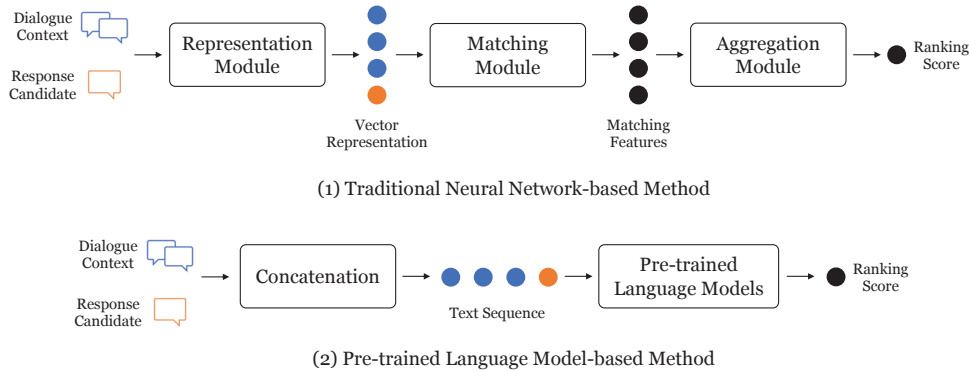 Dialogue
Context
Response
Candidate
Representation
Module
Vector
Representation
Matching
Module
Matching
Features
Aggregation
Module
Ranking
Score
(1) Traditional Neural Network-based Method
Dialogue
Context
Response
Candidate
Concatenation
Text Sequence
Pre-trained
Language Models
Ranking
Score
(2) Pre-trained Language Model-based Method